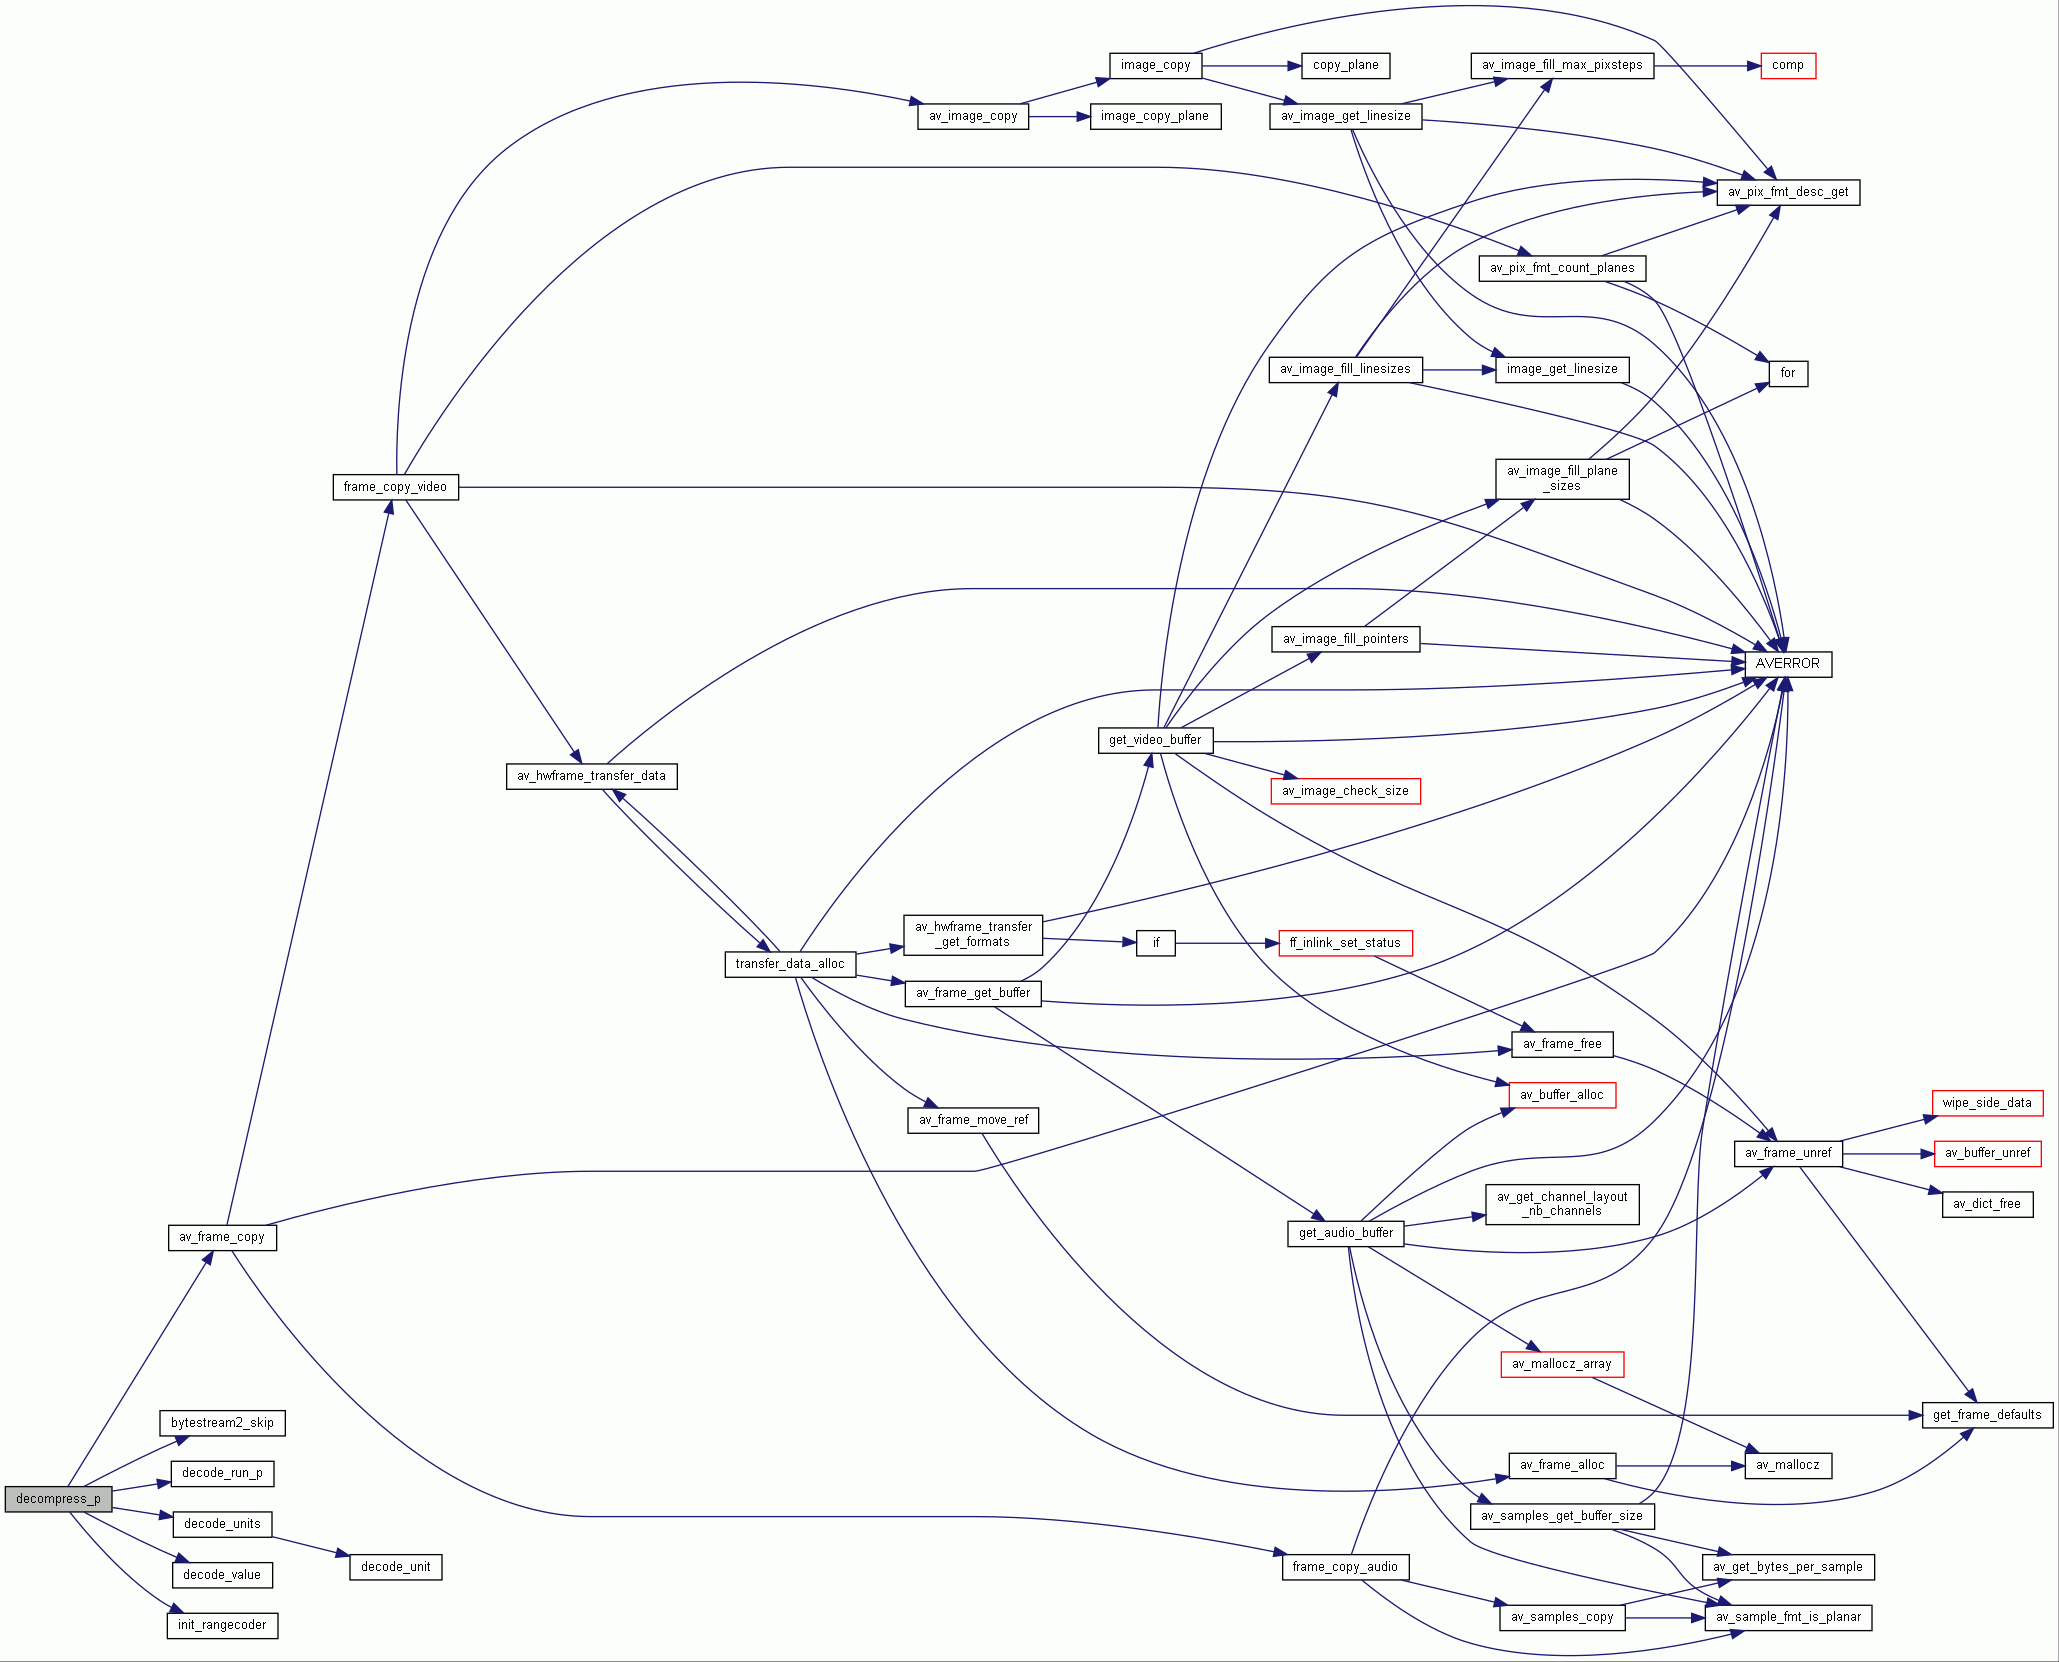 image_copy
copy_plane
av_image_fill_max_pixsteps
comp
av_image_copy
image_copy_plane
av_image_get_linesize
av_pix_fmt_desc_get
av_pix_fmt_count_planes
av_image_fill_linesizes
image_get_linesize
for
frame_copy_video
av_image_fill_plane
_sizes
av_image_fill_pointers
AVERROR
get_video_buffer
av_hwframe_transfer_data
av_image_check_size
av_hwframe_transfer
_get_formats
if
ff_inlink_set_status
transfer_data_alloc
av_frame_get_buffer
av_frame_free
av_buffer_alloc
wipe_side_data
av_frame_move_ref
av_frame_unref
av_buffer_unref
av_get_channel_layout
_nb_channels
av_dict_free
av_frame_copy
get_audio_buffer
av_mallocz_array
get_frame_defaults
bytestream2_skip
av_frame_alloc
av_mallocz
decode_run_p
decompress_p
av_samples_get_buffer_size
decode_units
decode_unit
frame_copy_audio
av_get_bytes_per_sample
decode_value
av_samples_copy
av_sample_fmt_is_planar
init_rangecoder